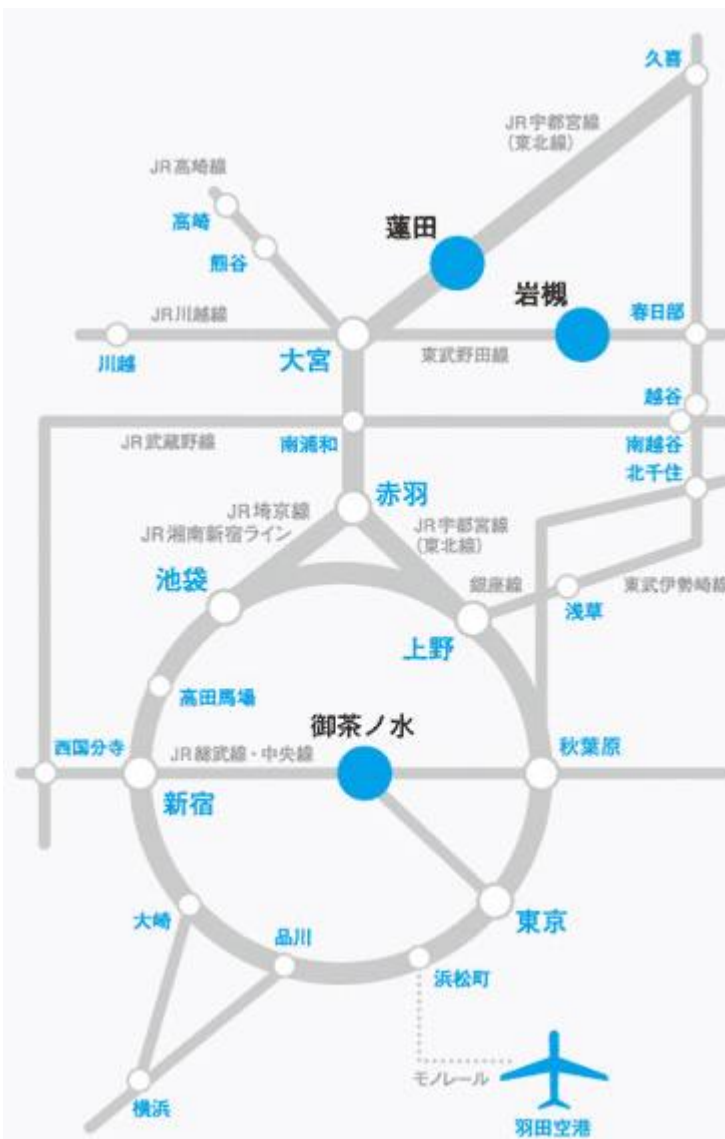 久喜
JR宇都宮線
(東北線)
JR高崎線
高崎
蓮田
熊谷
岩槻
JR川越線
春日部
川越
大宮
東武野田線
越谷
JR武蔵野線
南浦和
南越谷
北千住
赤羽
JR埼京線
JR湘南新宿ライン
JR宇都宮線
(東北線)
池袋
銀座線
東武伊勢崎線
浅草
上野
高田馬場
御茶ノ水
西国分寺
JR総武線・中央線
秋葉原
新宿
大崎
東京
品川
浜松町
モノレール
横浜
羽田空港